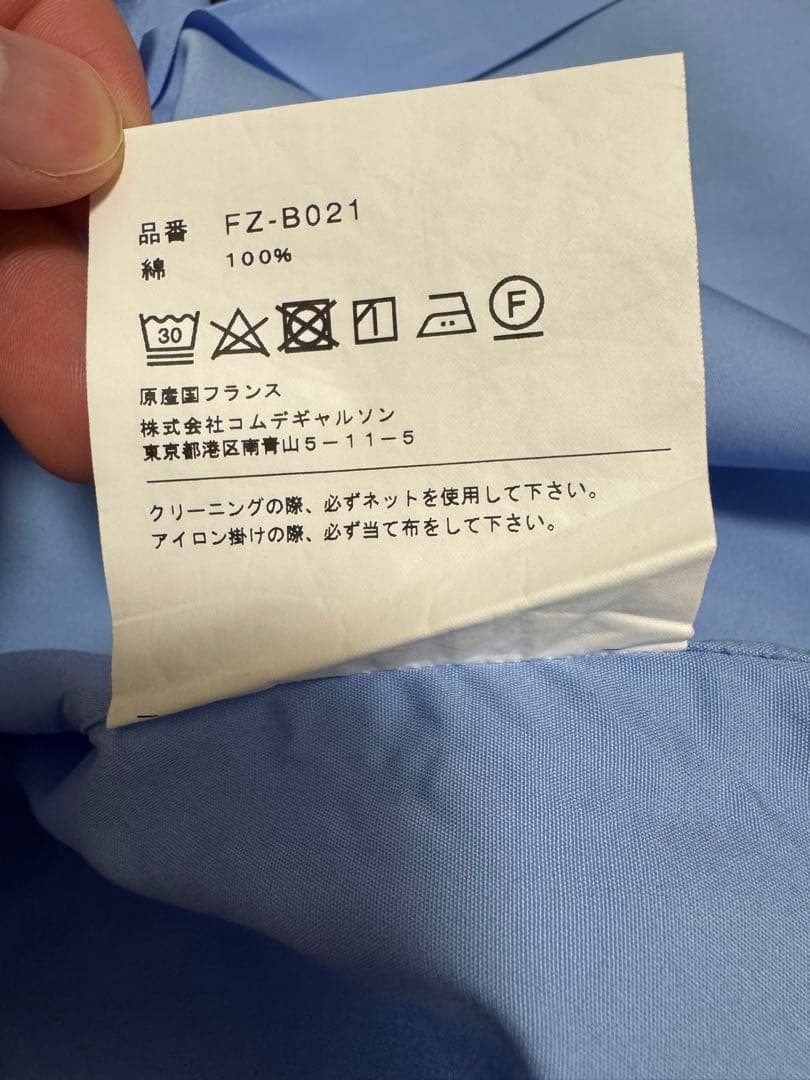 品番 FZ-B021
綿 100%
30 F
原産国フランス
株式会社コムデギャルソン
東京都港区南青山5-11-5
クリーニングの際、必ずネットを使用して下さい。
アイロン掛けの際、必ず当て布をして下さい。